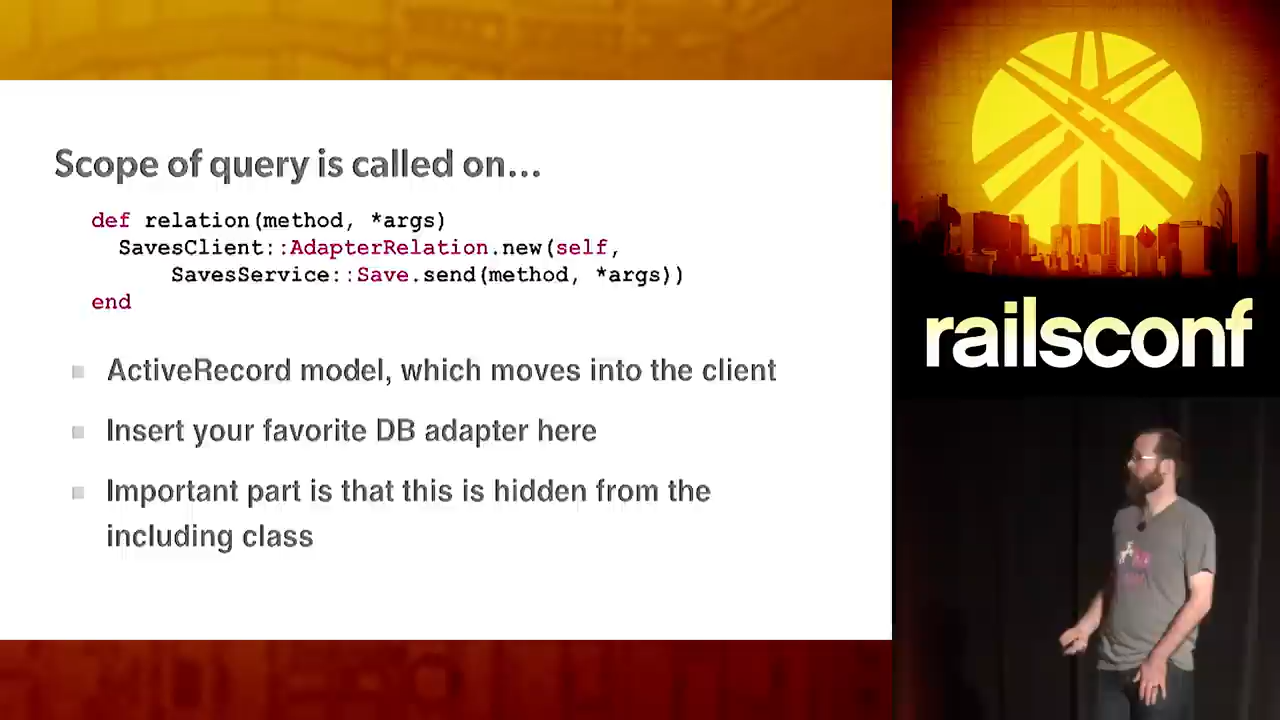 Scope of query is called on...
def relation(method, *args)
SavesClient::AdapterRelation.new(self,
SavesService::Save.send(method, *args))
end
ActiveRecord model, which moves into the client
Insert your favorite DB adapter here
Important part is that this is hidden from the
including class
railsconf